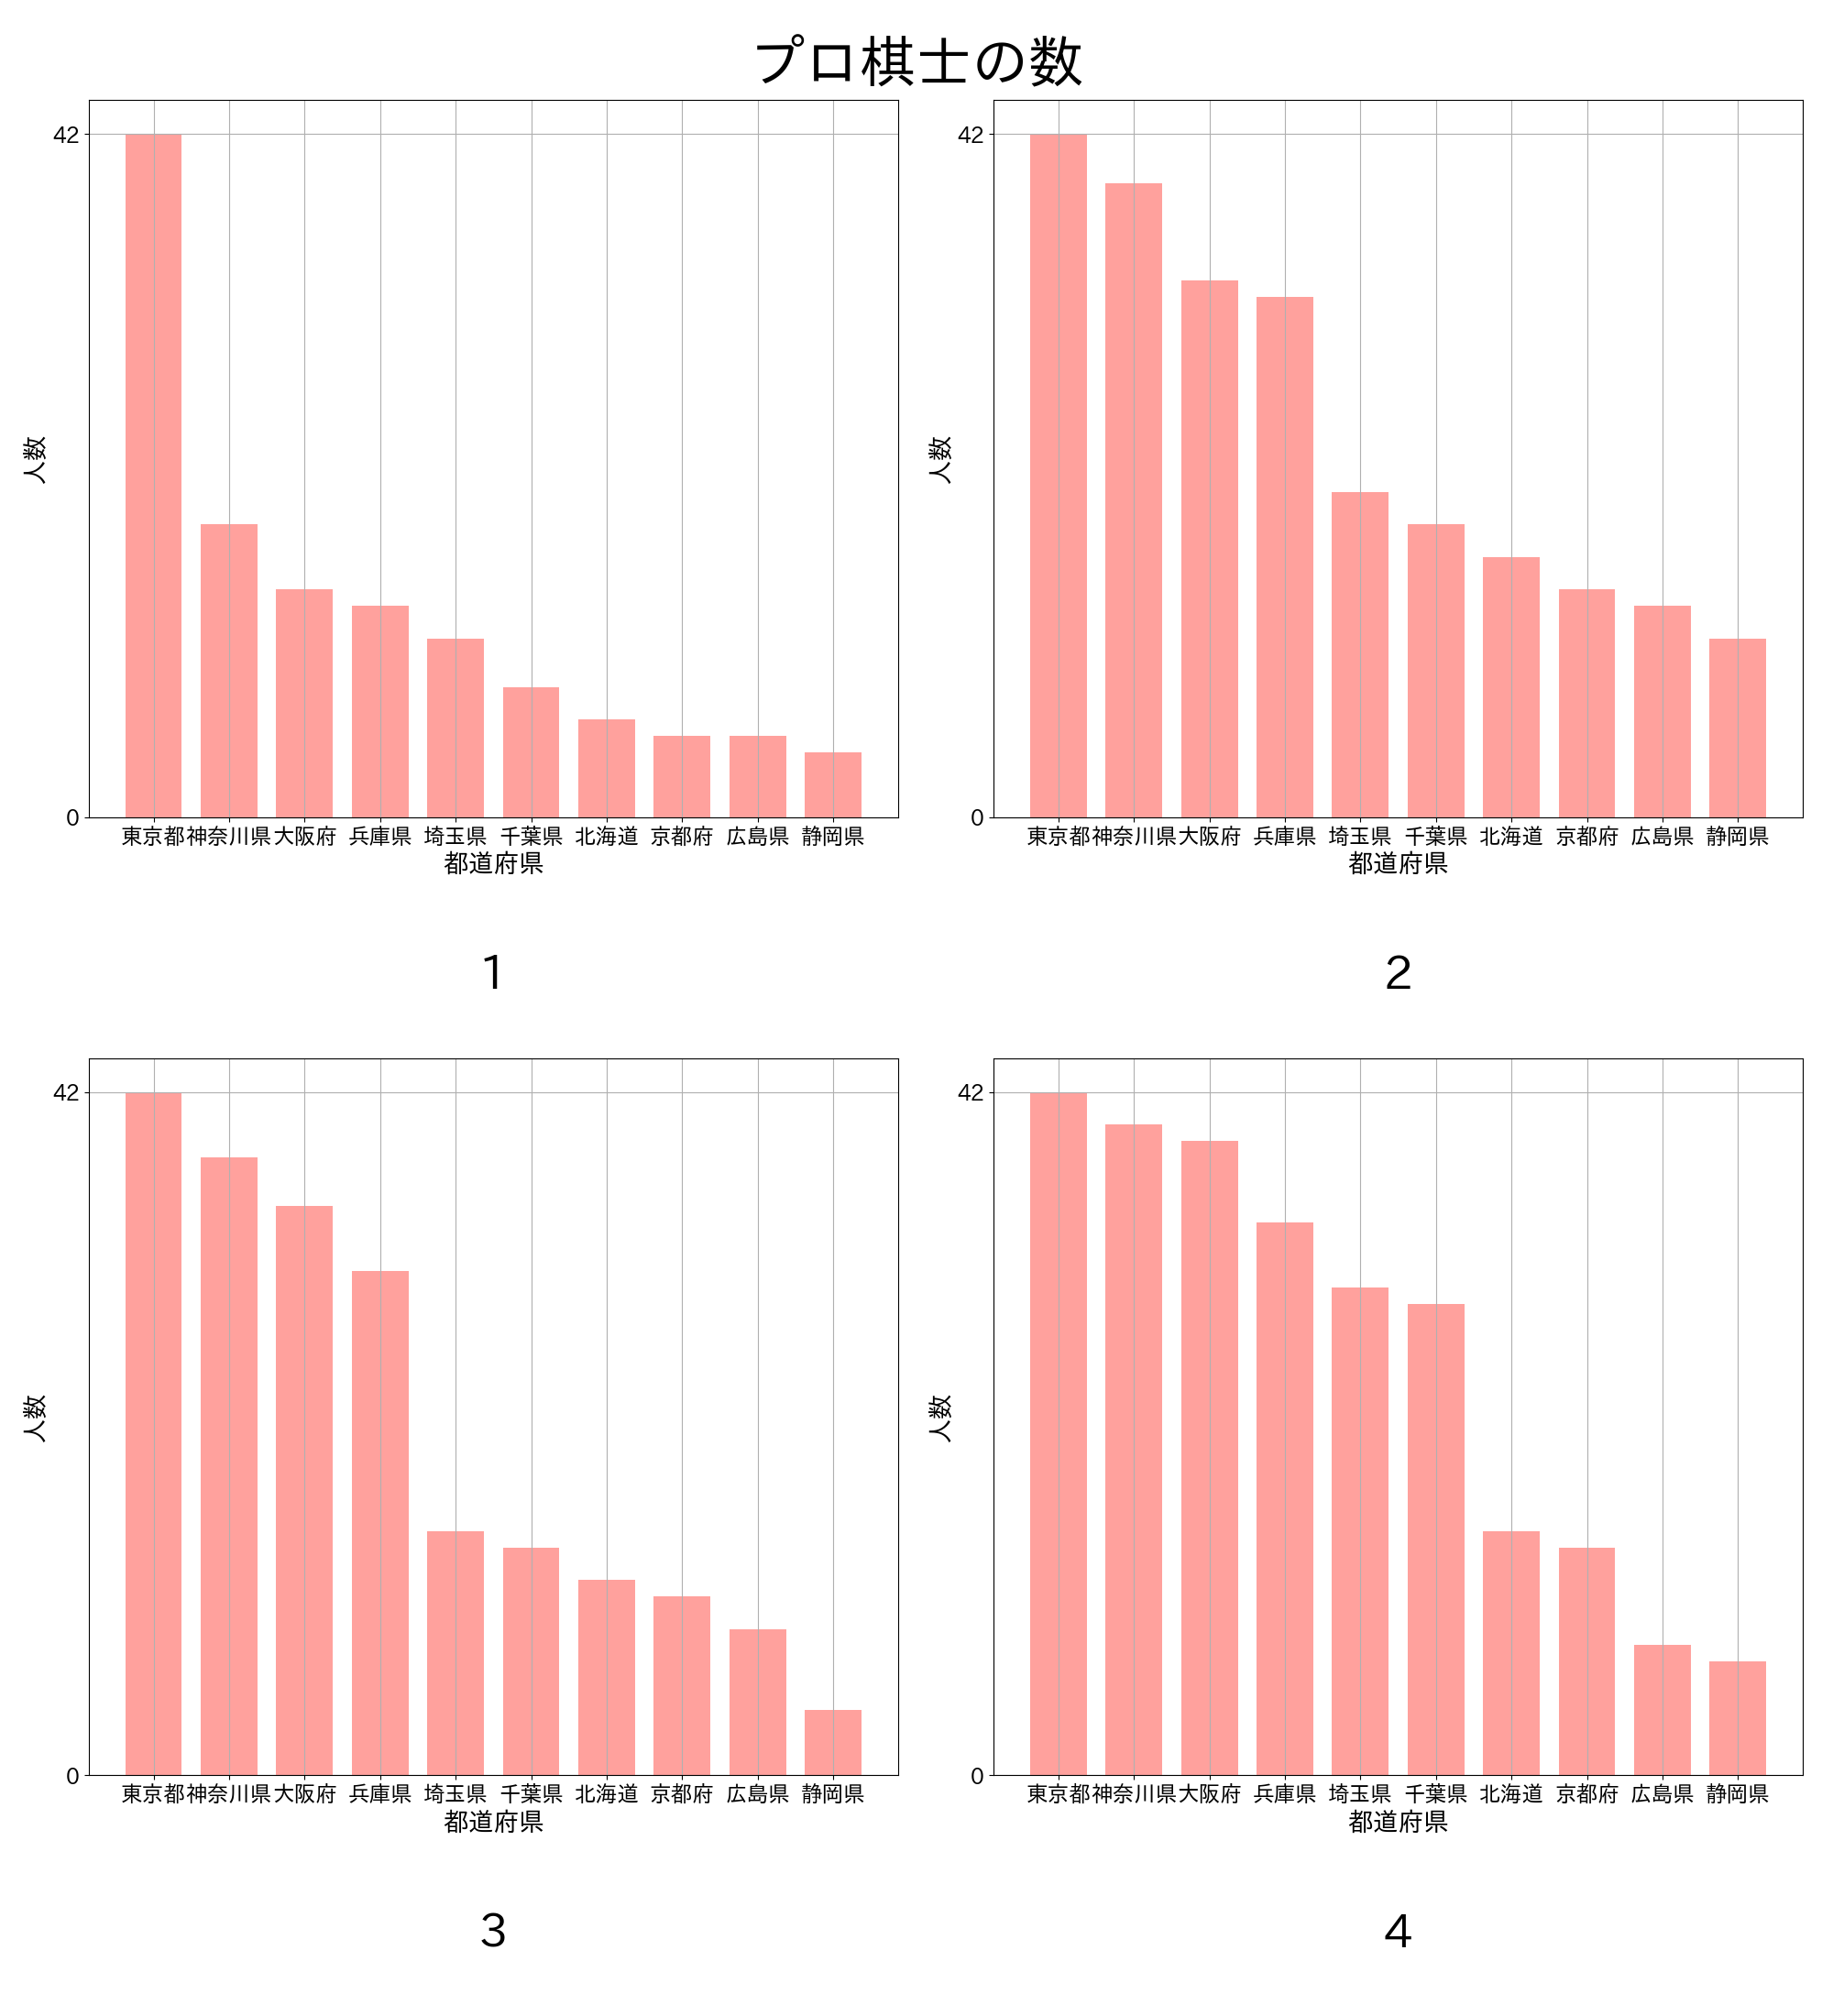 プロ棋士の数
42
0
人数
東京都 神奈川県 大阪府 兵庫県 埼玉県 千葉県 北海道 京都府 広島県 静岡県
都道府県
1
42
0
人数
東京都 神奈川県 大阪府 兵庫県 埼玉県 千葉県 北海道 京都府 広島県 静岡県
都道府県
2
42
0
人数
東京都 神奈川県 大阪府 兵庫県 埼玉県 千葉県 北海道 京都府 広島県 静岡県
都道府県
3
42
0
人数
東京都 神奈川県 大阪府 兵庫県 埼玉県 千葉県 北海道 京都府 広島県 静岡県
都道府県
4